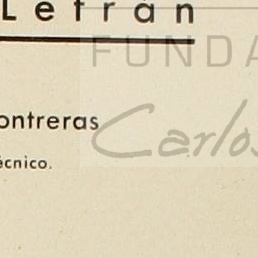 Letrán
FUNDA
ontreras
Carlos
écnico.